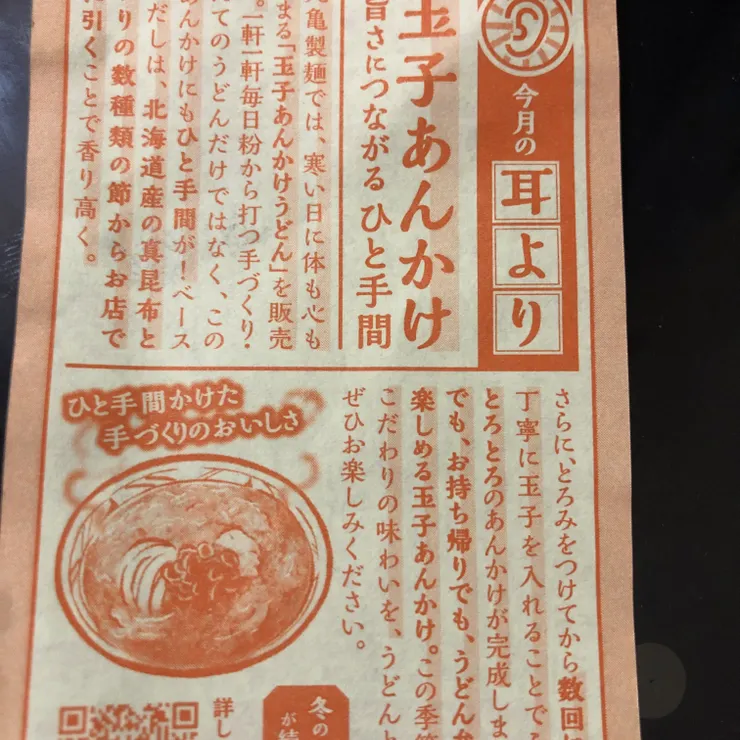 今月の
耳より
玉子あんかけ
旨さにつながる ひと手間
亀製麺では、寒い日に体も心も
まる「玉子あんかけうどん」を販売
。一軒一軒毎日粉から打つ手づくり・
てのうどんだけではなく、この
あんかけにもひと手間が!ベース
だしは、北海道産の真昆布と
りの数種類の節からお店で
に引くことで香り高く。
さらに、とろみをつけてから数回
丁寧に玉子を入れることで
とろとろのあんかけが完成しま
でも、お持ち帰りでも、うどん弁
楽しめる玉子あんかけ。この季節
こだわりの味わいを、うどんと
ぜひお楽しみください。
ひと手間かけた
手づくりのおいしさ
冬の
が
詳し